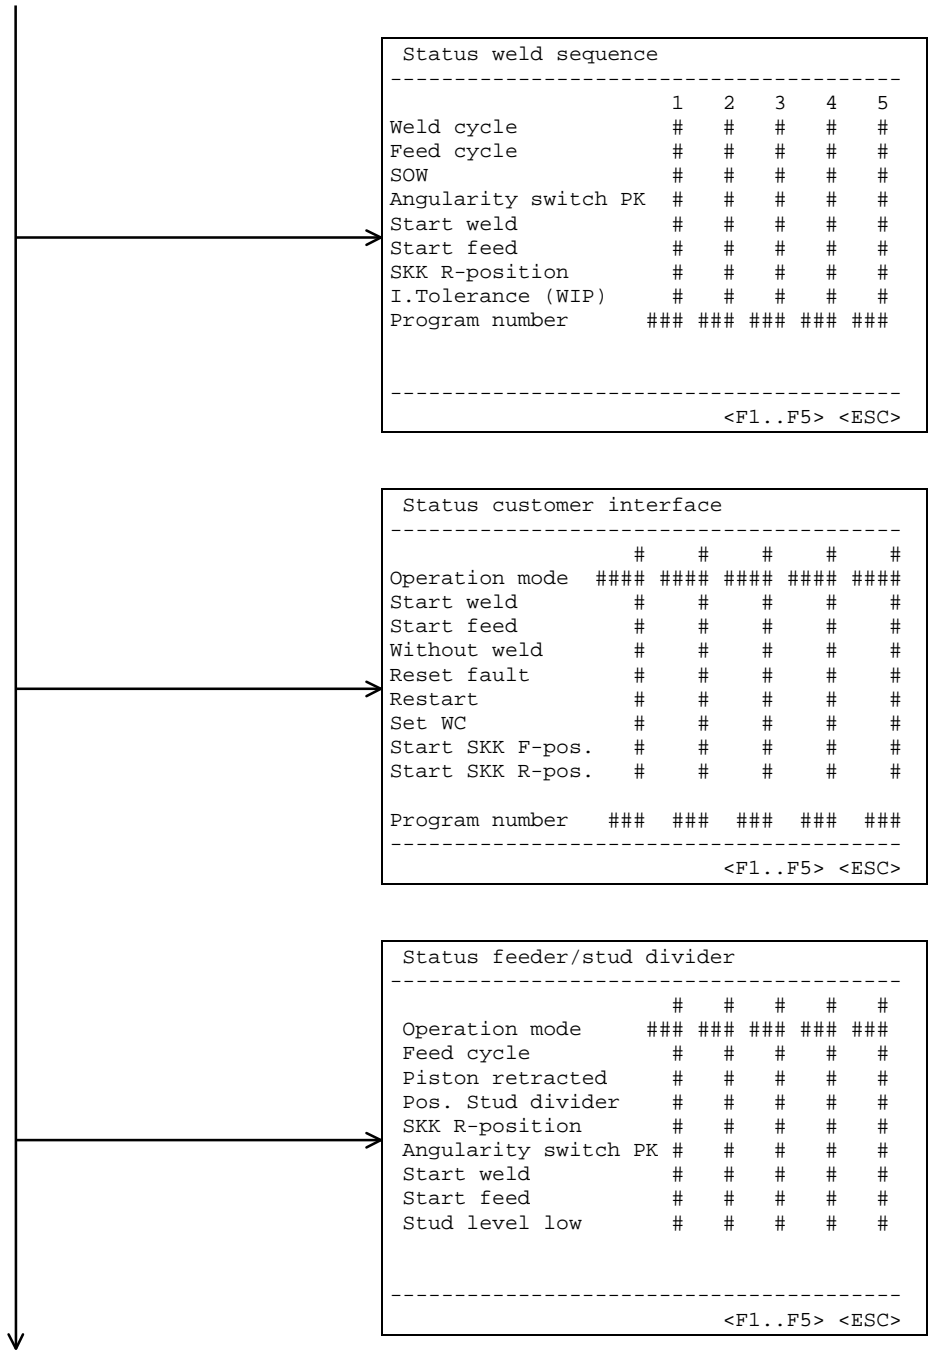 Status weld sequence
----------------------------------------
1 2 3 4 5
Weld cycle # # # # #
Feed cycle # # # # #
SOW # # # # #
Angularity switch PK # # # # #
Start weld # # # # #
Start feed # # # # #
SKK R-position # # # # #
I.Tolerance (WIP) # # # # #
Program number ### ### ### ### ###
----------------------------------------
<F1..F5> <ESC>
Status customer interface
----------------------------------------
# # # # #
Operation mode #### #### #### #### ####
Start weld # # # # #
Start feed # # # # #
Without weld # # # # #
Reset fault # # # # #
Restart # # # # #
Set WC # # # # #
Start SKK F-pos. # # # # #
Start SKK R-pos. # # # # #
Program number ### ### ### ### ###
----------------------------------------
<F1..F5> <ESC>
Status feeder/stud divider
----------------------------------------
# # # # #
Operation mode ### ### ### ### ###
Feed cycle # # # # #
Piston retracted # # # # #
Pos. Stud divider # # # # #
SKK R-position # # # # #
Angularity switch PK # # # # #
Start weld # # # # #
Start feed # # # # #
Stud level low # # # # #
----------------------------------------
<F1..F5> <ESC>